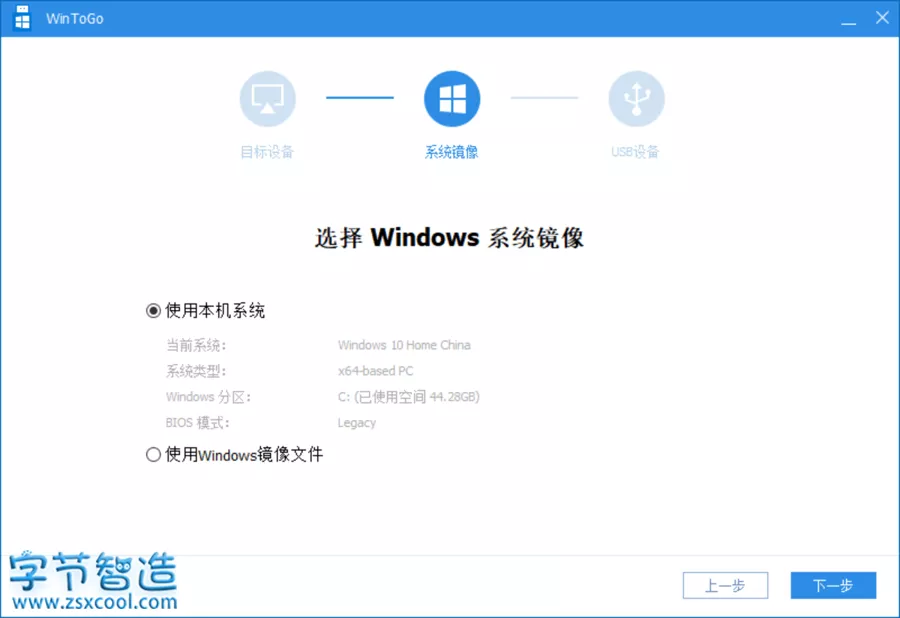 WinToGo
目标设备
系统镜像
USB设备
选择 Windows 系统镜像
使用本机系统
当前系统: Windows 10 Home China
系统类型: x64-based PC
Windows 分区: C: (已使用空间 44.28GB)
BIOS 模式: Legacy
使用Windows镜像文件
字节智造
www.zsxcool.com
上一步
下一步